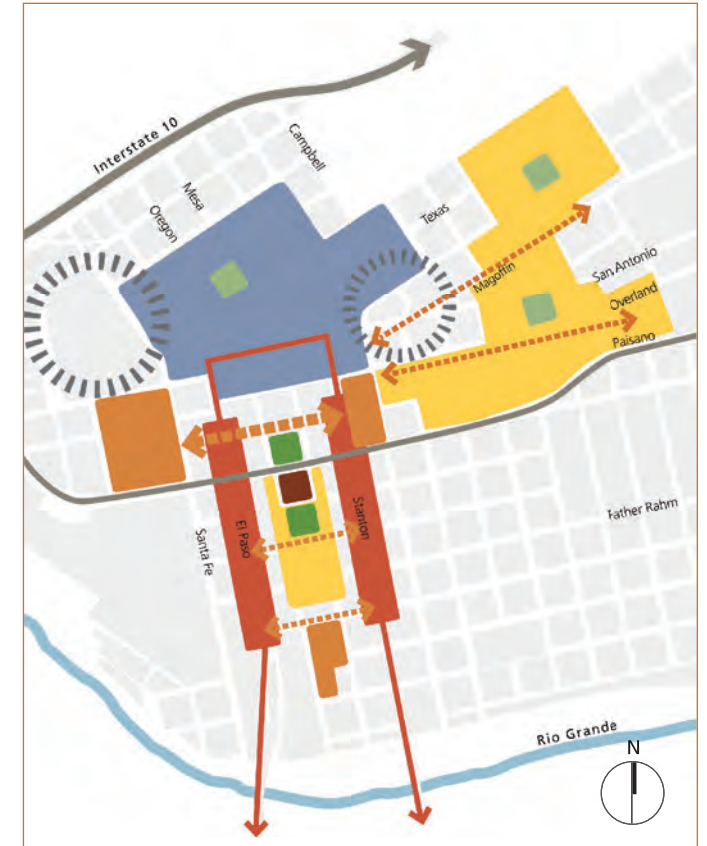 Interstate 10
Campbell
Mesa
Oregon
Texas
Magoffin
San Antonio
Overland
Paisano
Stanton
El Paso
Santa Fe
Father Rahm
Rio Grande
N